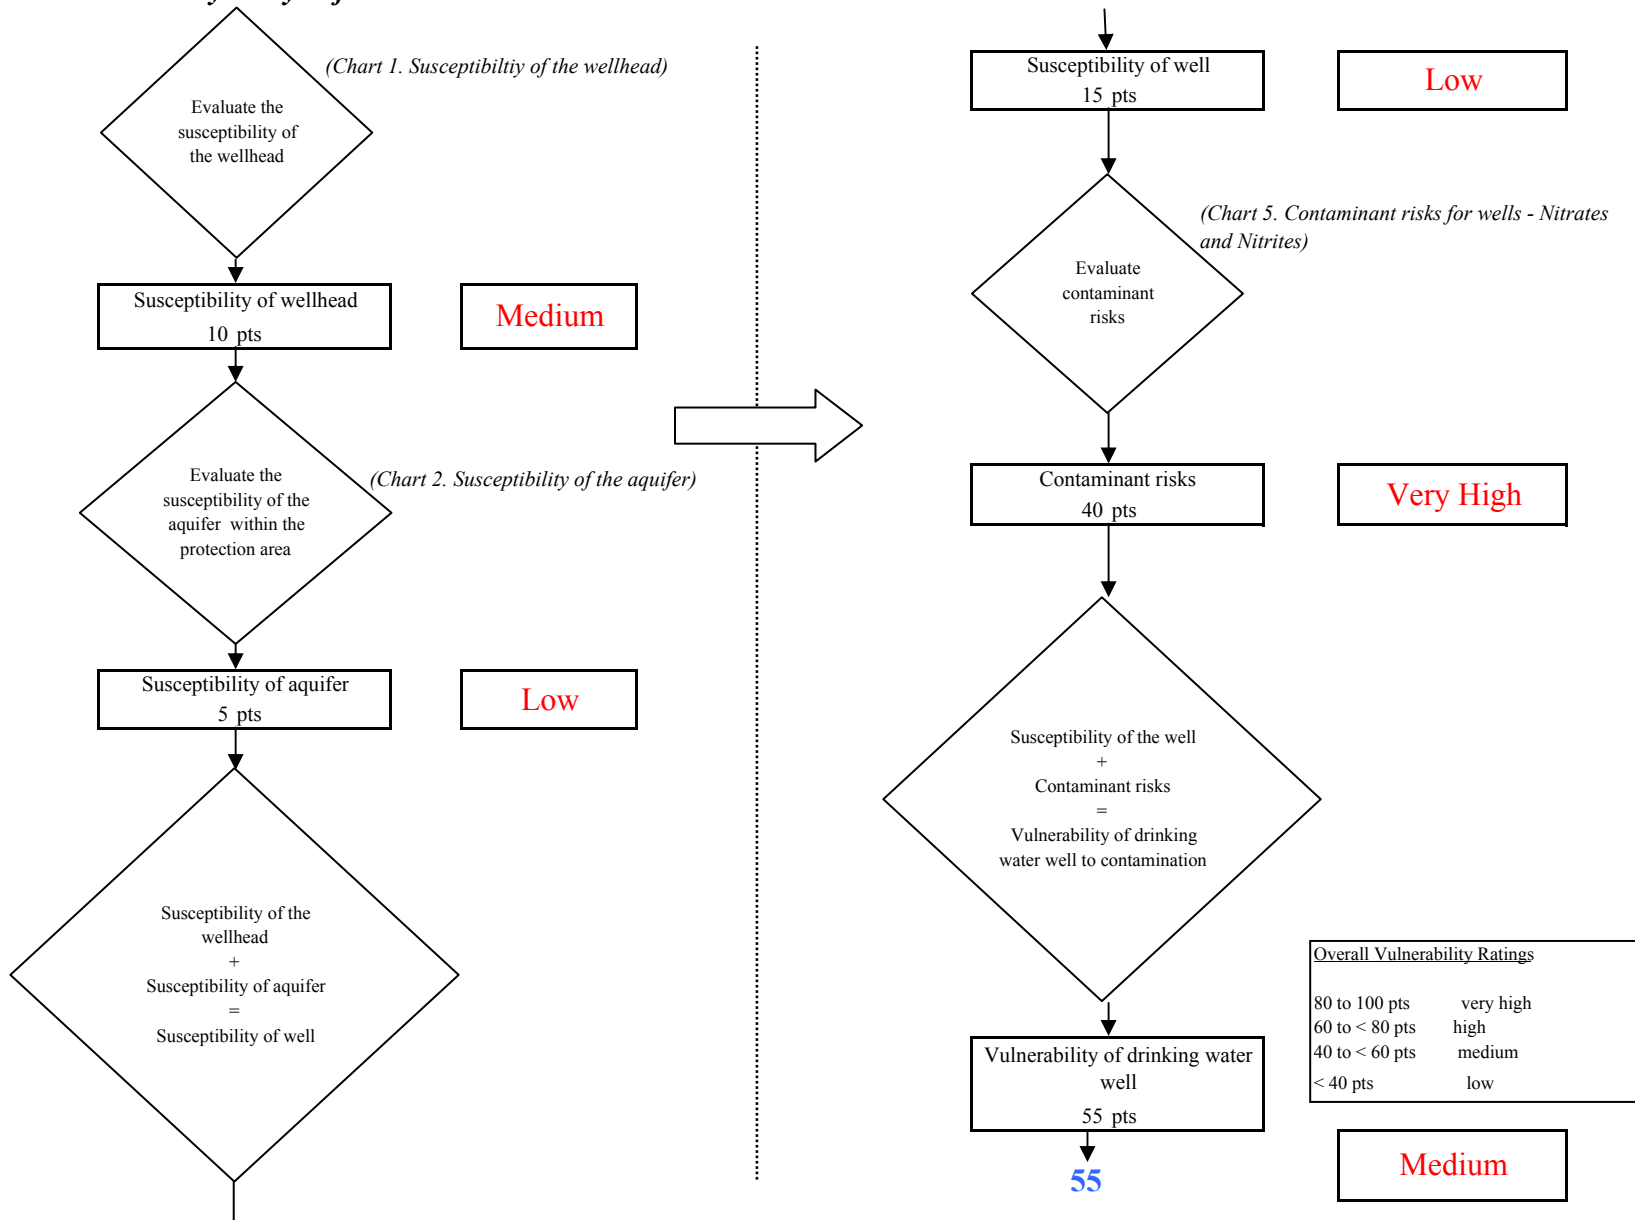 (Chart 1. Susceptibiltiy of the wellhead)
Evaluate the
susceptibility of
the wellhead
Susceptibility of wellhead
10 pts
Medium
Evaluate the
susceptibility of the
aquifer within the
protection area
(Chart 2. Susceptibility of the aquifer)
Susceptibility of aquifer
5 pts
Low
Susceptibility of the
wellhead
+
Susceptibility of aquifer
=
Susceptibility of well
Susceptibility of well
15 pts
Low
(Chart 5. Contaminant risks for wells - Nitrates
and Nitrites)
Evaluate
contaminant
risks
Contaminant risks
40 pts
Very High
Susceptibility of the well
+
Contaminant risks
=
Vulnerability of drinking
water well to contamination
Overall Vulnerability Ratings
80 to 100 pts very high
60 to < 80 pts high
40 to < 60 pts medium
< 40 pts low
Vulnerability of drinking water
well
55 pts
55
Medium